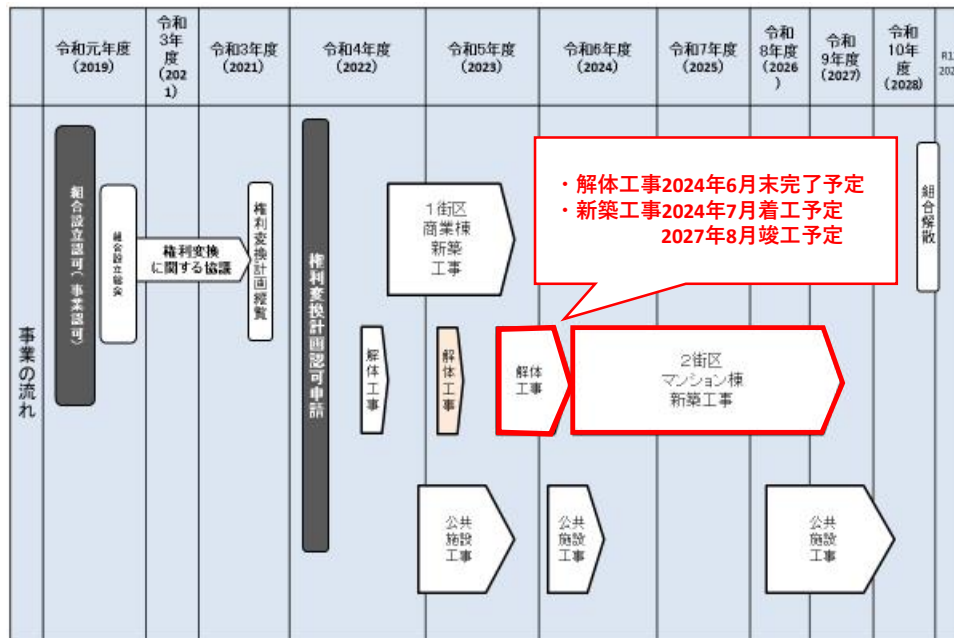 令和元年度
(2019)
令和
3年
度
(202
1)
令和3年度
(2021)
令和4年度
(2022)
令和5年度
(2023)
令和6年度
(2024)
令和7年度
(2025)
令和
8年度
(2026
)
令和
9年度
(2027)
令和
10年
度
(2028)
R11
202
事業の流れ
組合設立認可(事業認可)
組合設立総会
権利変換
に関する協議
権利変換計画縦覧
権利変換計画認可申請
1街区
商業棟
新築
工事
・解体工事2024年6月末完了予定
・新築工事2024年7月着工予定
2027年8月竣工予定
組合解散
解体工事
解体工事
解体
工事
2街区
マンション棟
新築工事
公共
施設
工事
公共
施設
工事
公共
施設
工事